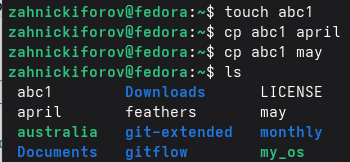 zahnickiforov@fedora:~$ touch abc1
zahnickiforov@fedora:~$ cp abc1 april
zahnickiforov@fedora:~$ cp abc1 may
zahnickiforov@fedora:~$ ls
abc1 Downloads LICENSE
april feathers may
australia git-extended monthly
Documents gitflow my_os